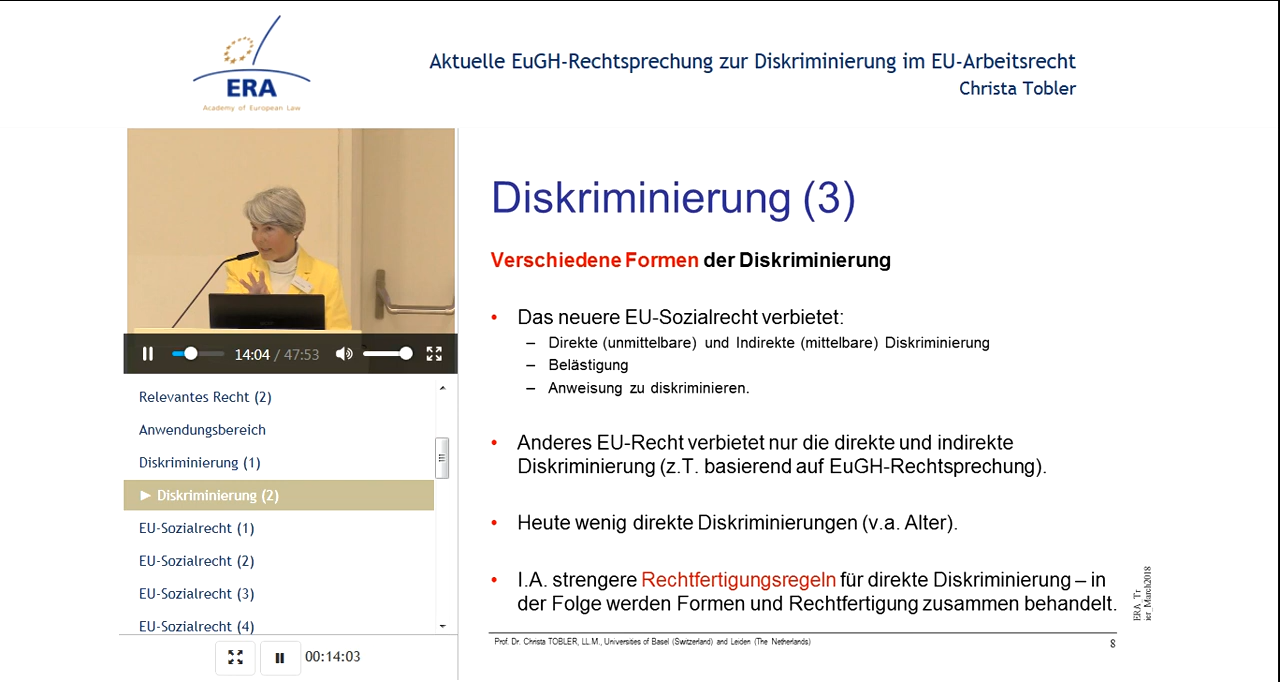 ERA
Academy of European Law
Aktuelle EuGH-Rechtsprechung zur Diskriminierung im EU-Arbeitsrecht
Christa Tobler
14:04 / 47:53
Relevantes Recht (2)
Anwendungsbereich
Diskriminierung (1)
Diskriminierung (2)
EU-Sozialrecht (1)
EU-Sozialrecht (2)
EU-Sozialrecht (3)
EU-Sozialrecht (4)
00:14:03
Diskriminierung (3)
Verschiedene Formen der Diskriminierung
• Das neuere EU-Sozialrecht verbietet:
– Direkte (unmittelbare) und Indirekte (mittelbare) Diskriminierung
– Belästigung
– Anweisung zu diskriminieren.
• Anderes EU-Recht verbietet nur die direkte und indirekte
Diskriminierung (z.T. basierend auf EuGH-Rechtsprechung).
• Heute wenig direkte Diskriminierungen (v.a. Alter).
• I.A. strengere Rechtfertigungsregeln für direkte Diskriminierung – in
der Folge werden Formen und Rechtfertigung zusammen behandelt.
ERA_Tr
ier_March2018
Prof. Dr. Christa TOBLER, LL.M., Universities of Basel (Switzerland) and Leiden (The Netherlands)
8